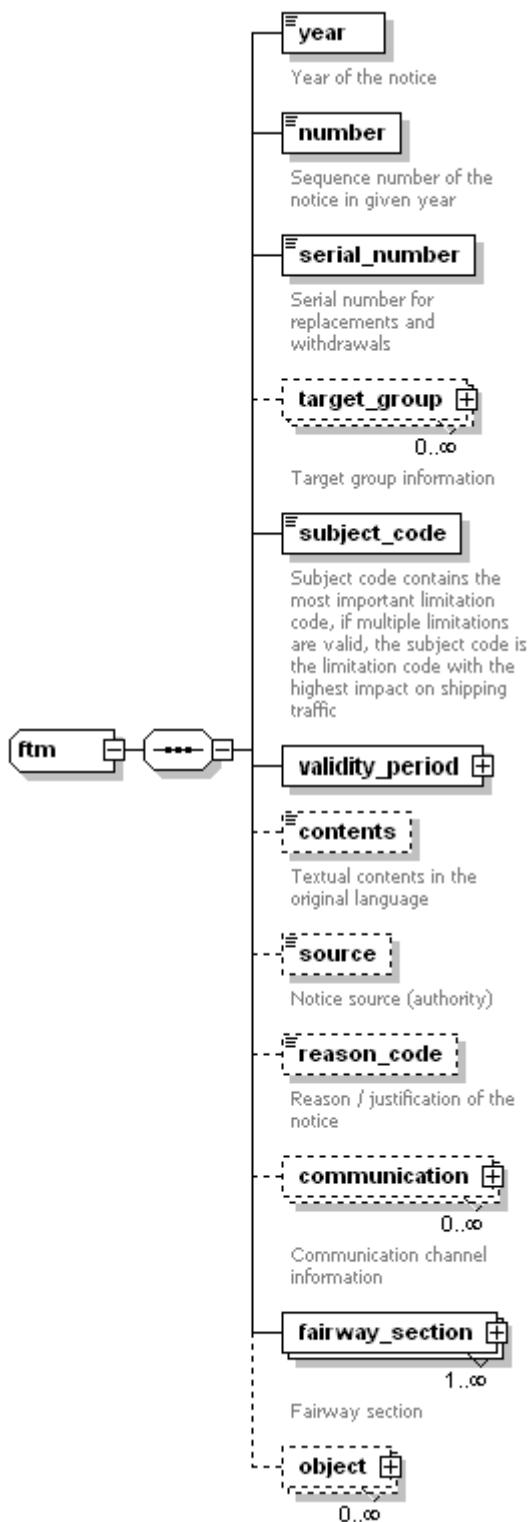 year
Year of the notice
number
Sequence number of the
notice in given year
serial_number
Serial number for
replacements and
withdrawals
target_group
0..∞
Target group information
subject_code
Subject code contains the
most important limitation
code, if multiple limitations
are valid, the subject code is
the limitation code with the
highest impact on shipping
traffic
ftm
validity_period
contents
Textual contents in the
original language
source
Notice source (authority)
reason_code
Reason / justification of the
notice
communication
0..∞
Communication channel
information
fairway_section
1..∞
Fairway section
object
0..∞